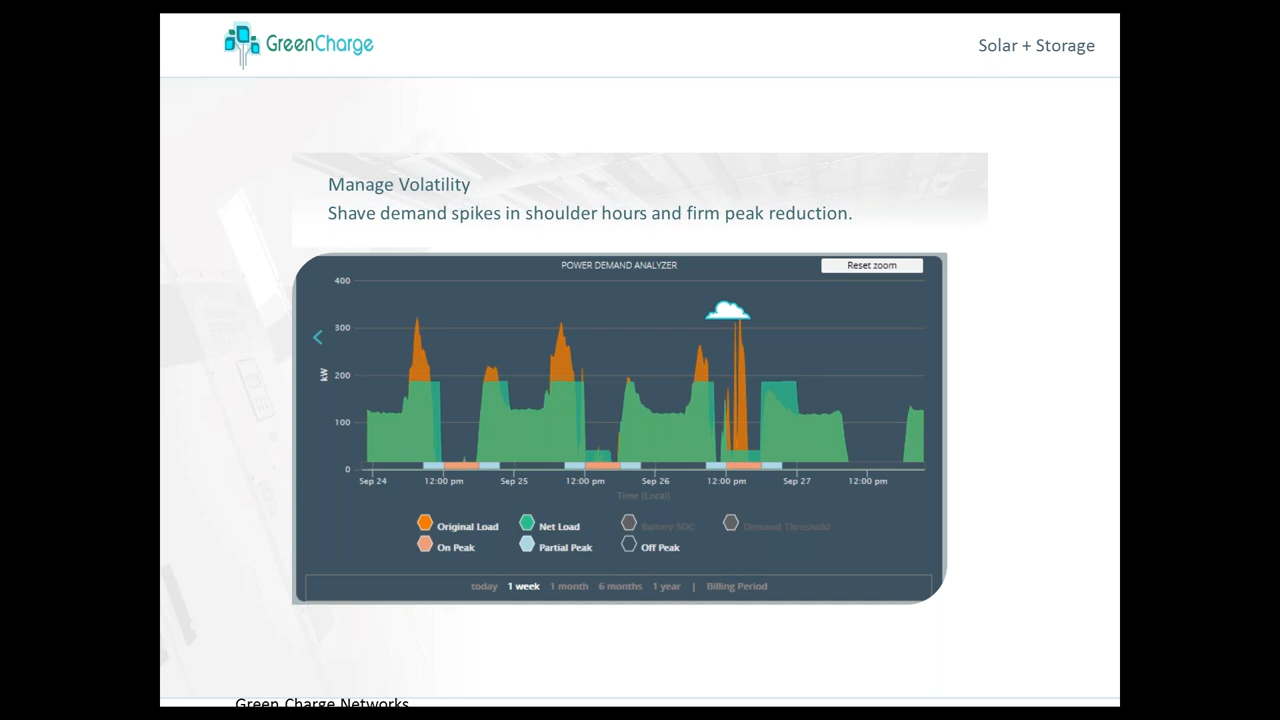 GreenCharge
Solar + Storage
Manage Volatility
Shave demand spikes in shoulder hours and firm peak reduction.
POWER DEMAND ANALYZER
Reset zoom
400
300
200
100
0
kW
Sep 24 12:00 pm Sep 25 12:00 pm Sep 26 12:00 pm Sep 27 12:00 pm
Time (Local)
Original Load Net Load Battery SOC Demand Threshold
On Peak Partial Peak Off Peak
today 1 week 1 month 6 months 1 year | Billing Period
Green Charge Networks